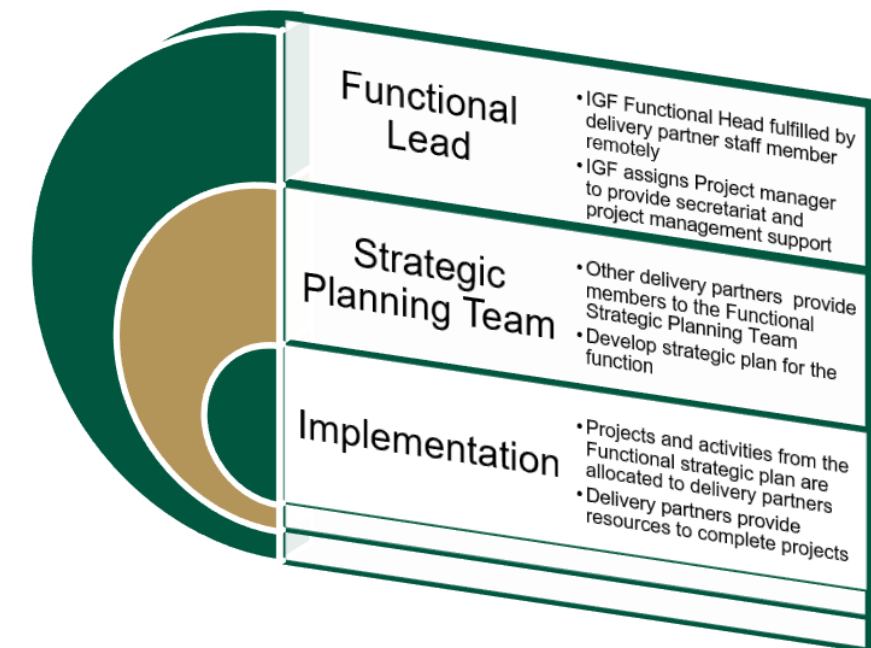 Functional
Lead
• IGF Functional Head fulfilled by
delivery partner staff member
remotely
• IGF assigns Project manager
to provide secretariat and
project management support
Strategic
Planning Team
• Other delivery partners  provide
members to the Functional
Strategic Planning Team
• Develop strategic plan for the
function
Implementation
• Projects and activities from the
Functional strategic plan are
allocated to delivery partners
• Delivery partners provide
resources to complete projects